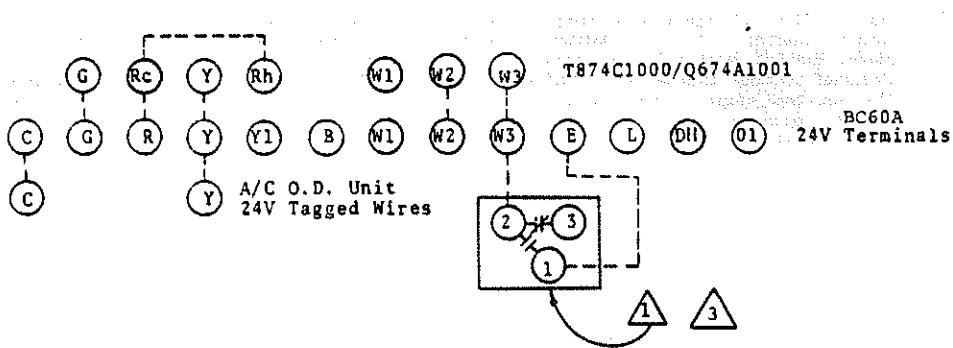 G Rc Y Rh W1 W2 W3 T874C1000/Q674A1001
BC60A
C G R Y Y1 B W1 W2 W3 E L DH O1 24V Terminals
C Y A/C O.D. Unit
24V Tagged Wires
2 3
1
1 3